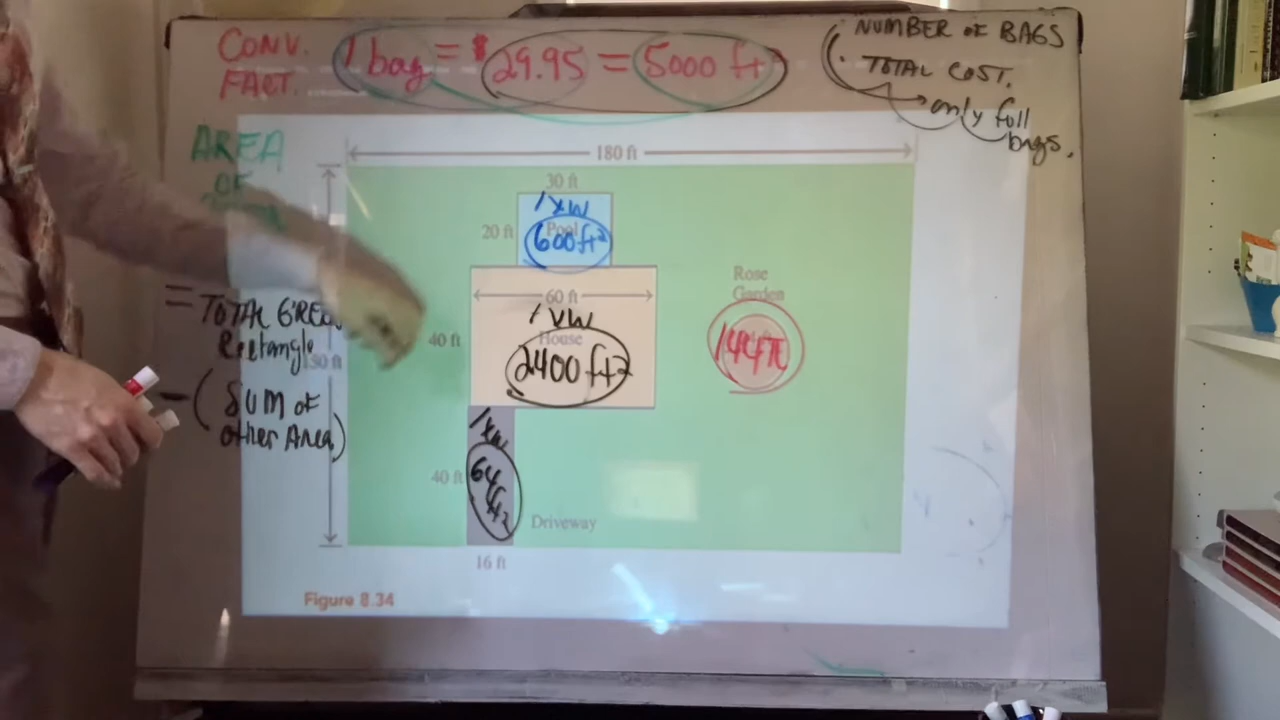 CONV. FACT.
1 bag = $29.95 = 5000 ft²
NUMBER OF BAGS
TOTAL COST.
only full
bags.
AREA
OF
= TOTAL GREEN
Rectangle
- (SUM OF
other Area)
180 ft
30 ft
20 ft
l x w
Pool
600 ft²
60 ft
40 ft
l x w
House
2400 ft²
Rose
Garden
144π
l x w
40 ft
Driveway
16 ft
Figure 8.34